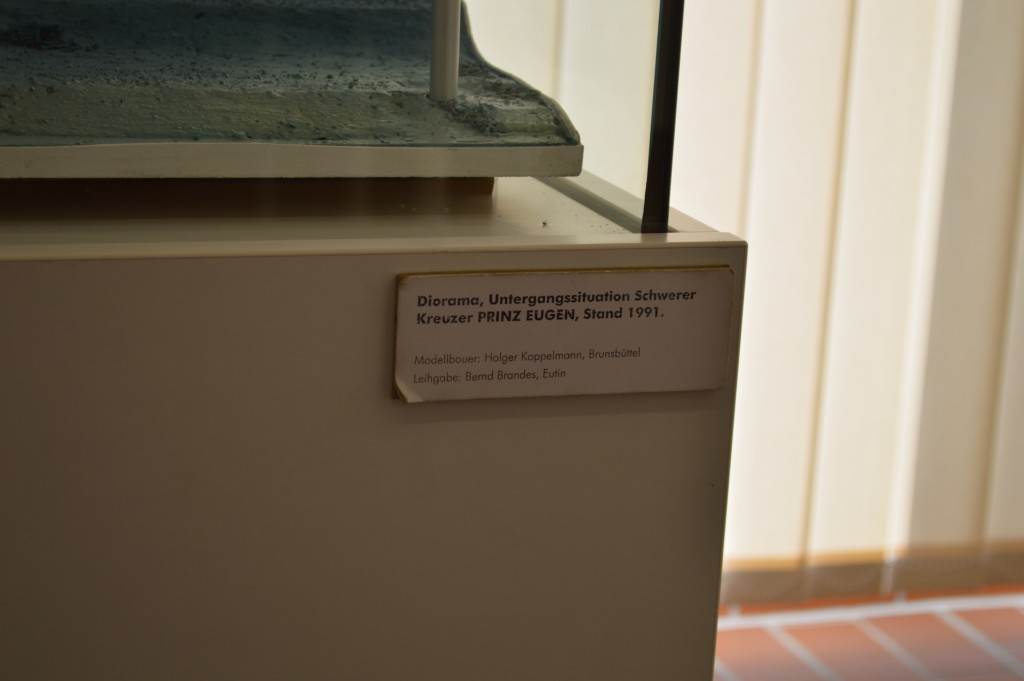 Diorama, Untergangssituation Schwerer
Kreuzer PRINZ EUGEN, Stand 1991.
Modellbauer: Holger Koppelmann, Brunsbüttel
Leihgabe: Bernd Brandes, Eutin